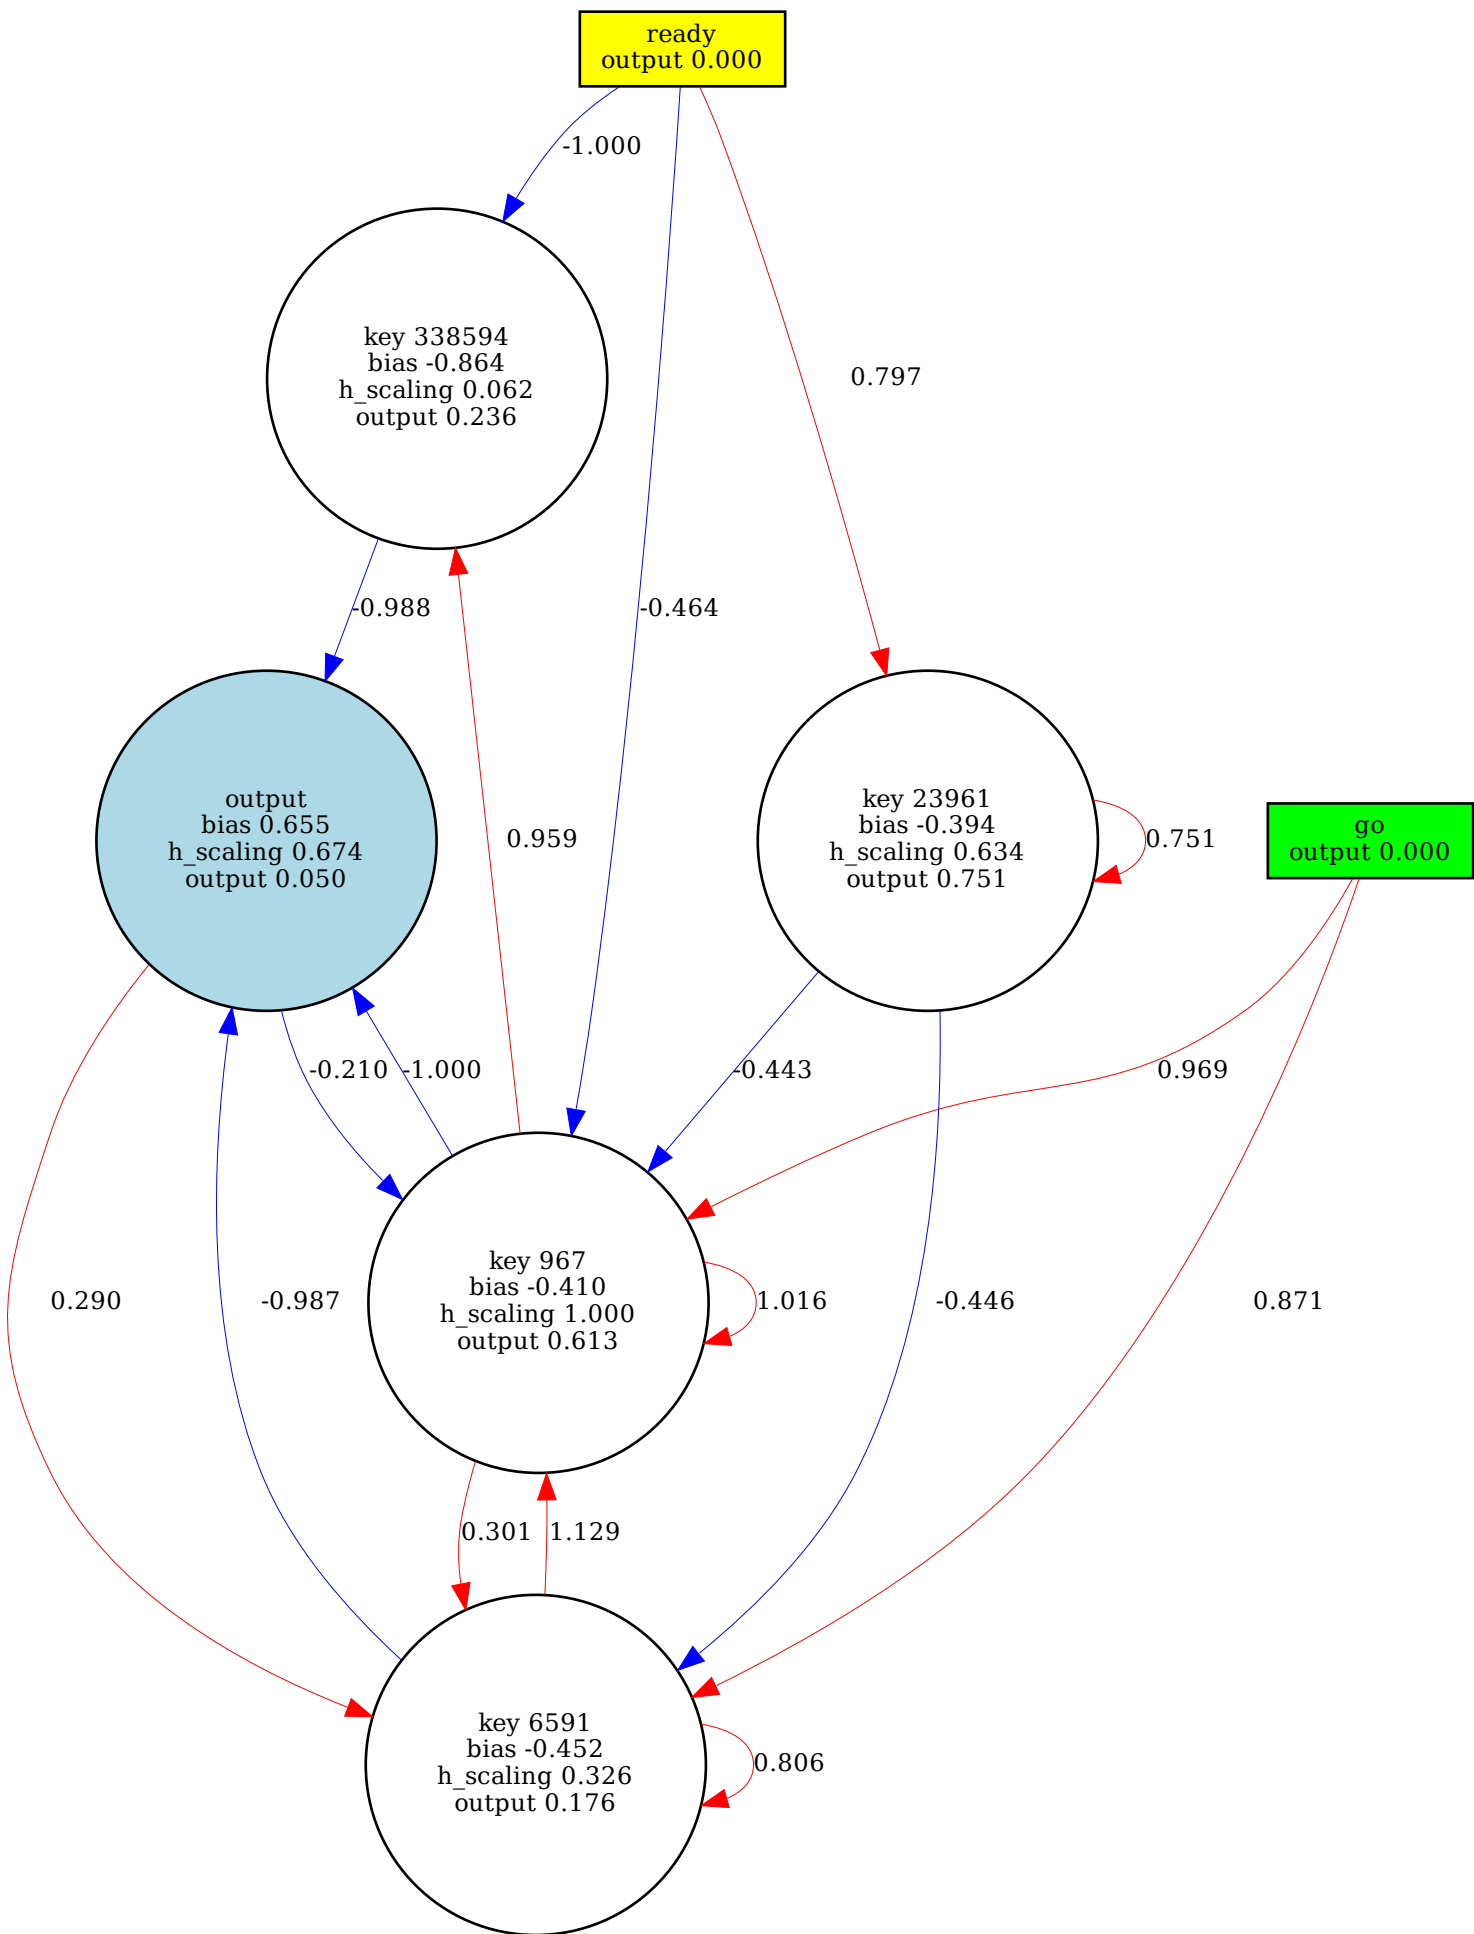 ready
output 0.000
-1.000
key 338594
bias -0.864
h_scaling 0.062
output 0.236
0.797
-0.988
-0.464
output
bias 0.655
h_scaling 0.674
output 0.050
0.959
key 23961
bias -0.394
h_scaling 0.634
output 0.751
0.751
go
output 0.000
-0.210
-1.000
-0.443
0.969
key 967
bias -0.410
h_scaling 1.000
output 0.613
0.290
-0.987
1.016
-0.446
0.871
0.301
1.129
key 6591
bias -0.452
h_scaling 0.326
output 0.176
0.806